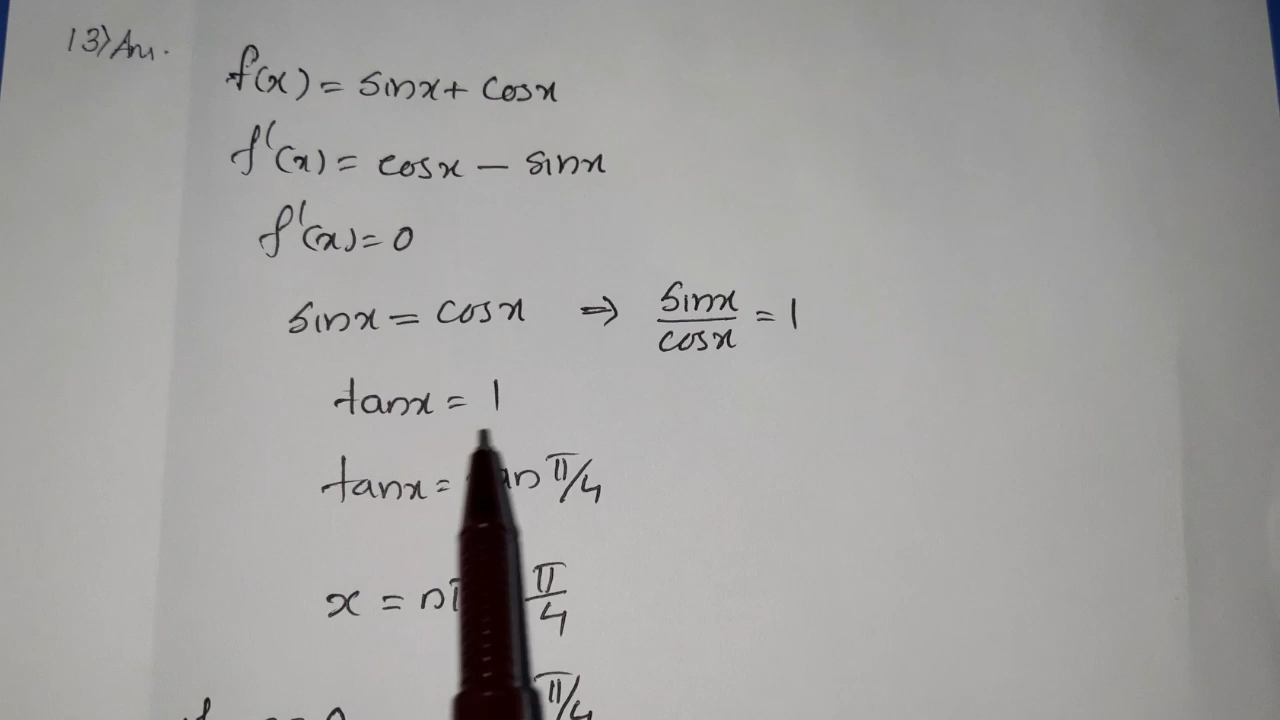 13) Ans.
f(x) = sinx + cosx
f'(x) = cosx – sinx
f'(x) = 0
sinx = cosx ⇒ sinx/cosx = 1
tanx = 1
tanx = π/4
x = π/4
π/4